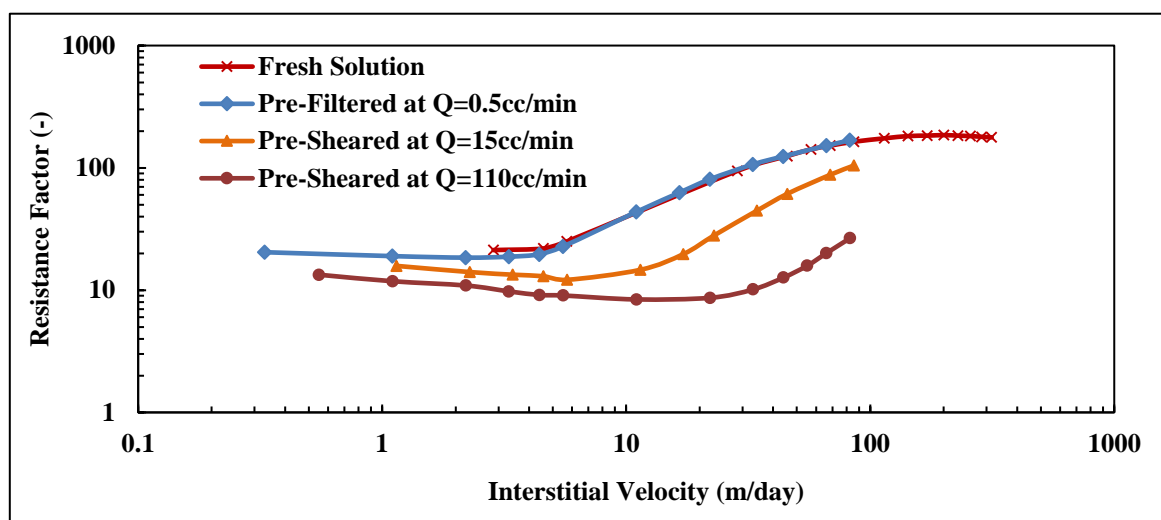 1000
100
10
1
Resistance Factor (-)
Fresh Solution
Pre-Filtered at Q=0.5cc/min
Pre-Sheared at Q=15cc/min
Pre-Sheared at Q=110cc/min
0.1 1 10 100 1000
Interstitial Velocity (m/day)